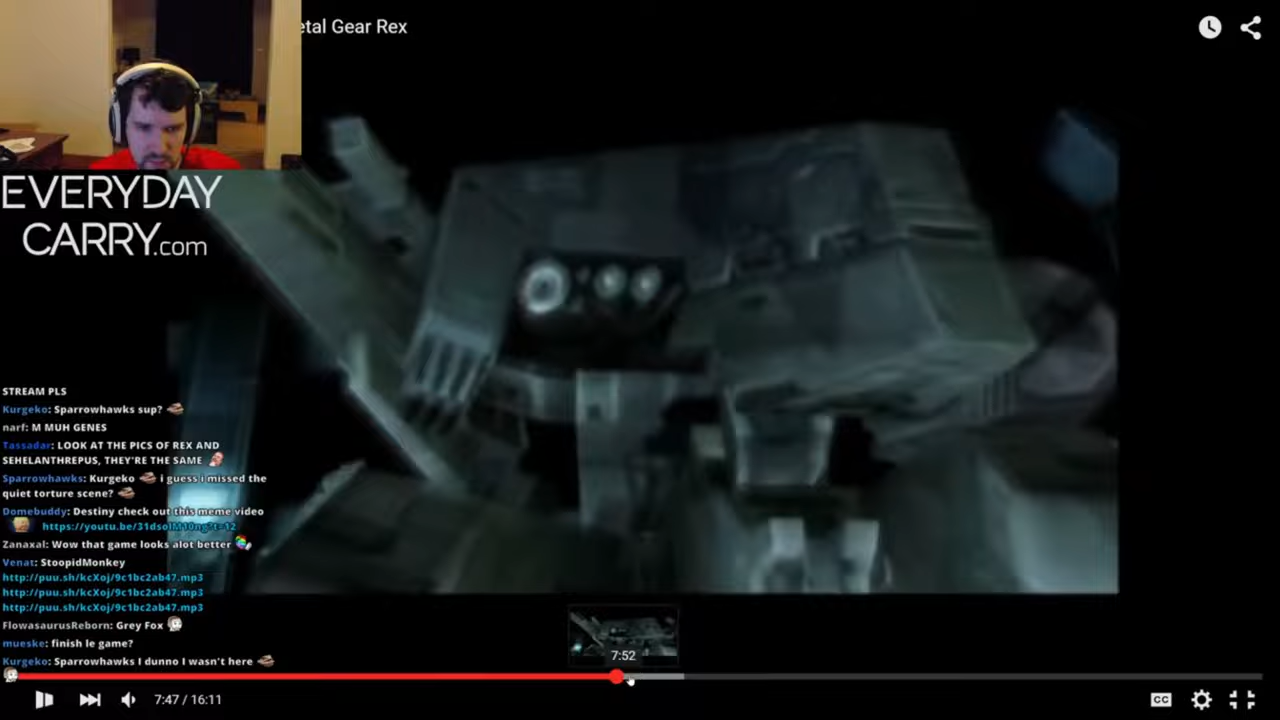 etal Gear Rex
EVERYDAY
CARRY.com
STREAM PLS
Kurgeko: Sparrowhawks sup?
narf: M MUH GENES
Tassadar: LOOK AT THE PICS OF REX AND
SEHELANTHREPUS, THEY'RE THE SAME
Sparrowhawks: Kurgeko i guess i missed the
quiet torture scene?
Domebuddy: Destiny check out this meme video
Zanaxal: Wow that game looks alot better
Venat: StoopidMonkey
http://puu.sh/kcXoj/9c1bc2ab47.mp3
http://puu.sh/kcXoj/9c1bc2ab47.mp3
http://puu.sh/kcXoj/9c1bc2ab47.mp3
FlowasaurusReborn: Grey Fox
mueske: finish le game?
Kurgeko: Sparrowhawks I dunno I wasn't here
7:52
7:47 / 16:11
CC